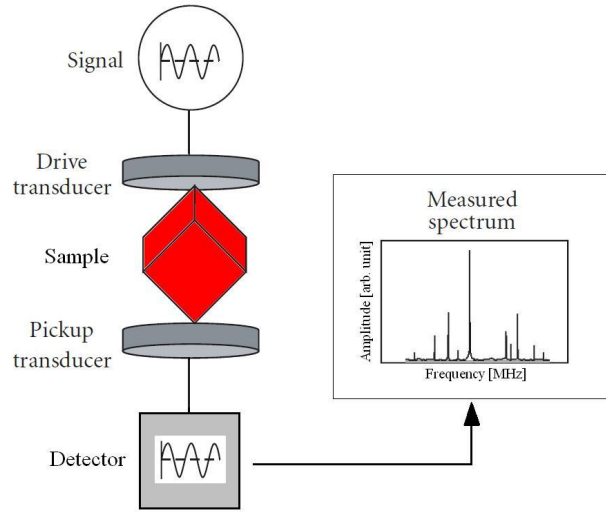 Signal
Drive
transducer
Sample
Pickup
transducer
Detector
Measured
spectrum
Amplitude [arb. unit]
Frequency [MHz]